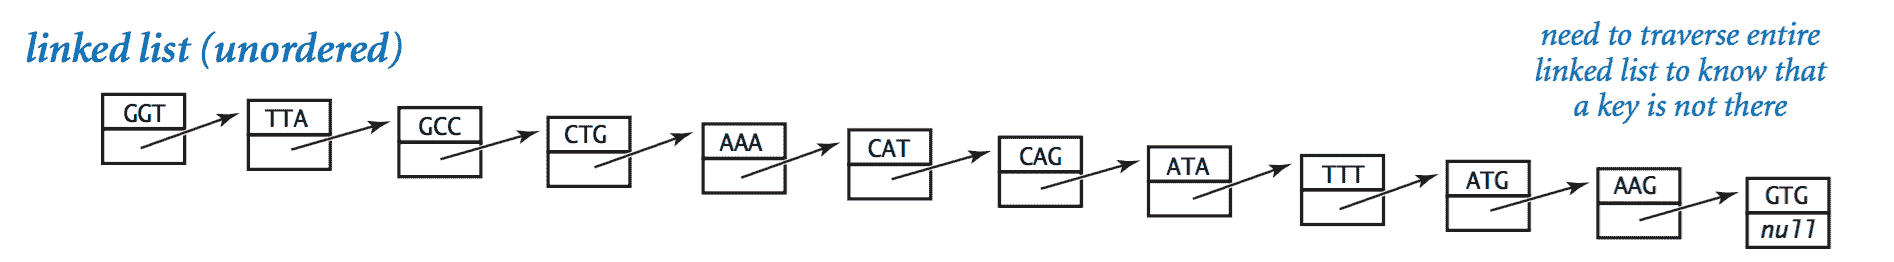 linked list (unordered)
need to traverse entire
linked list to know that
a key is not there
GGT
TTA
GCC
CTG
AAA
CAT
CAG
ATA
TTT
ATG
AAG
GTG
null